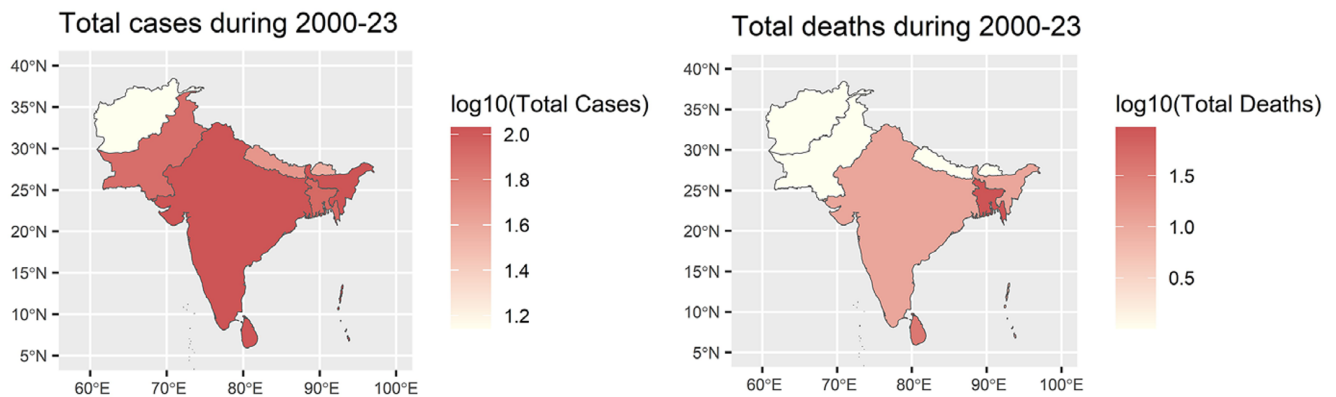 Total cases during 2000-23
40°N
35°N
30°N
25°N
20°N
15°N
10°N
5°N
60°E 70°E 80°E 90°E 100°E
log10(Total Cases)
2.0
1.8
1.6
1.4
1.2
Total deaths during 2000-23
40°N
35°N
30°N
25°N
20°N
15°N
10°N
5°N
60°E 70°E 80°E 90°E 100°E
log10(Total Deaths)
1.5
1.0
0.5